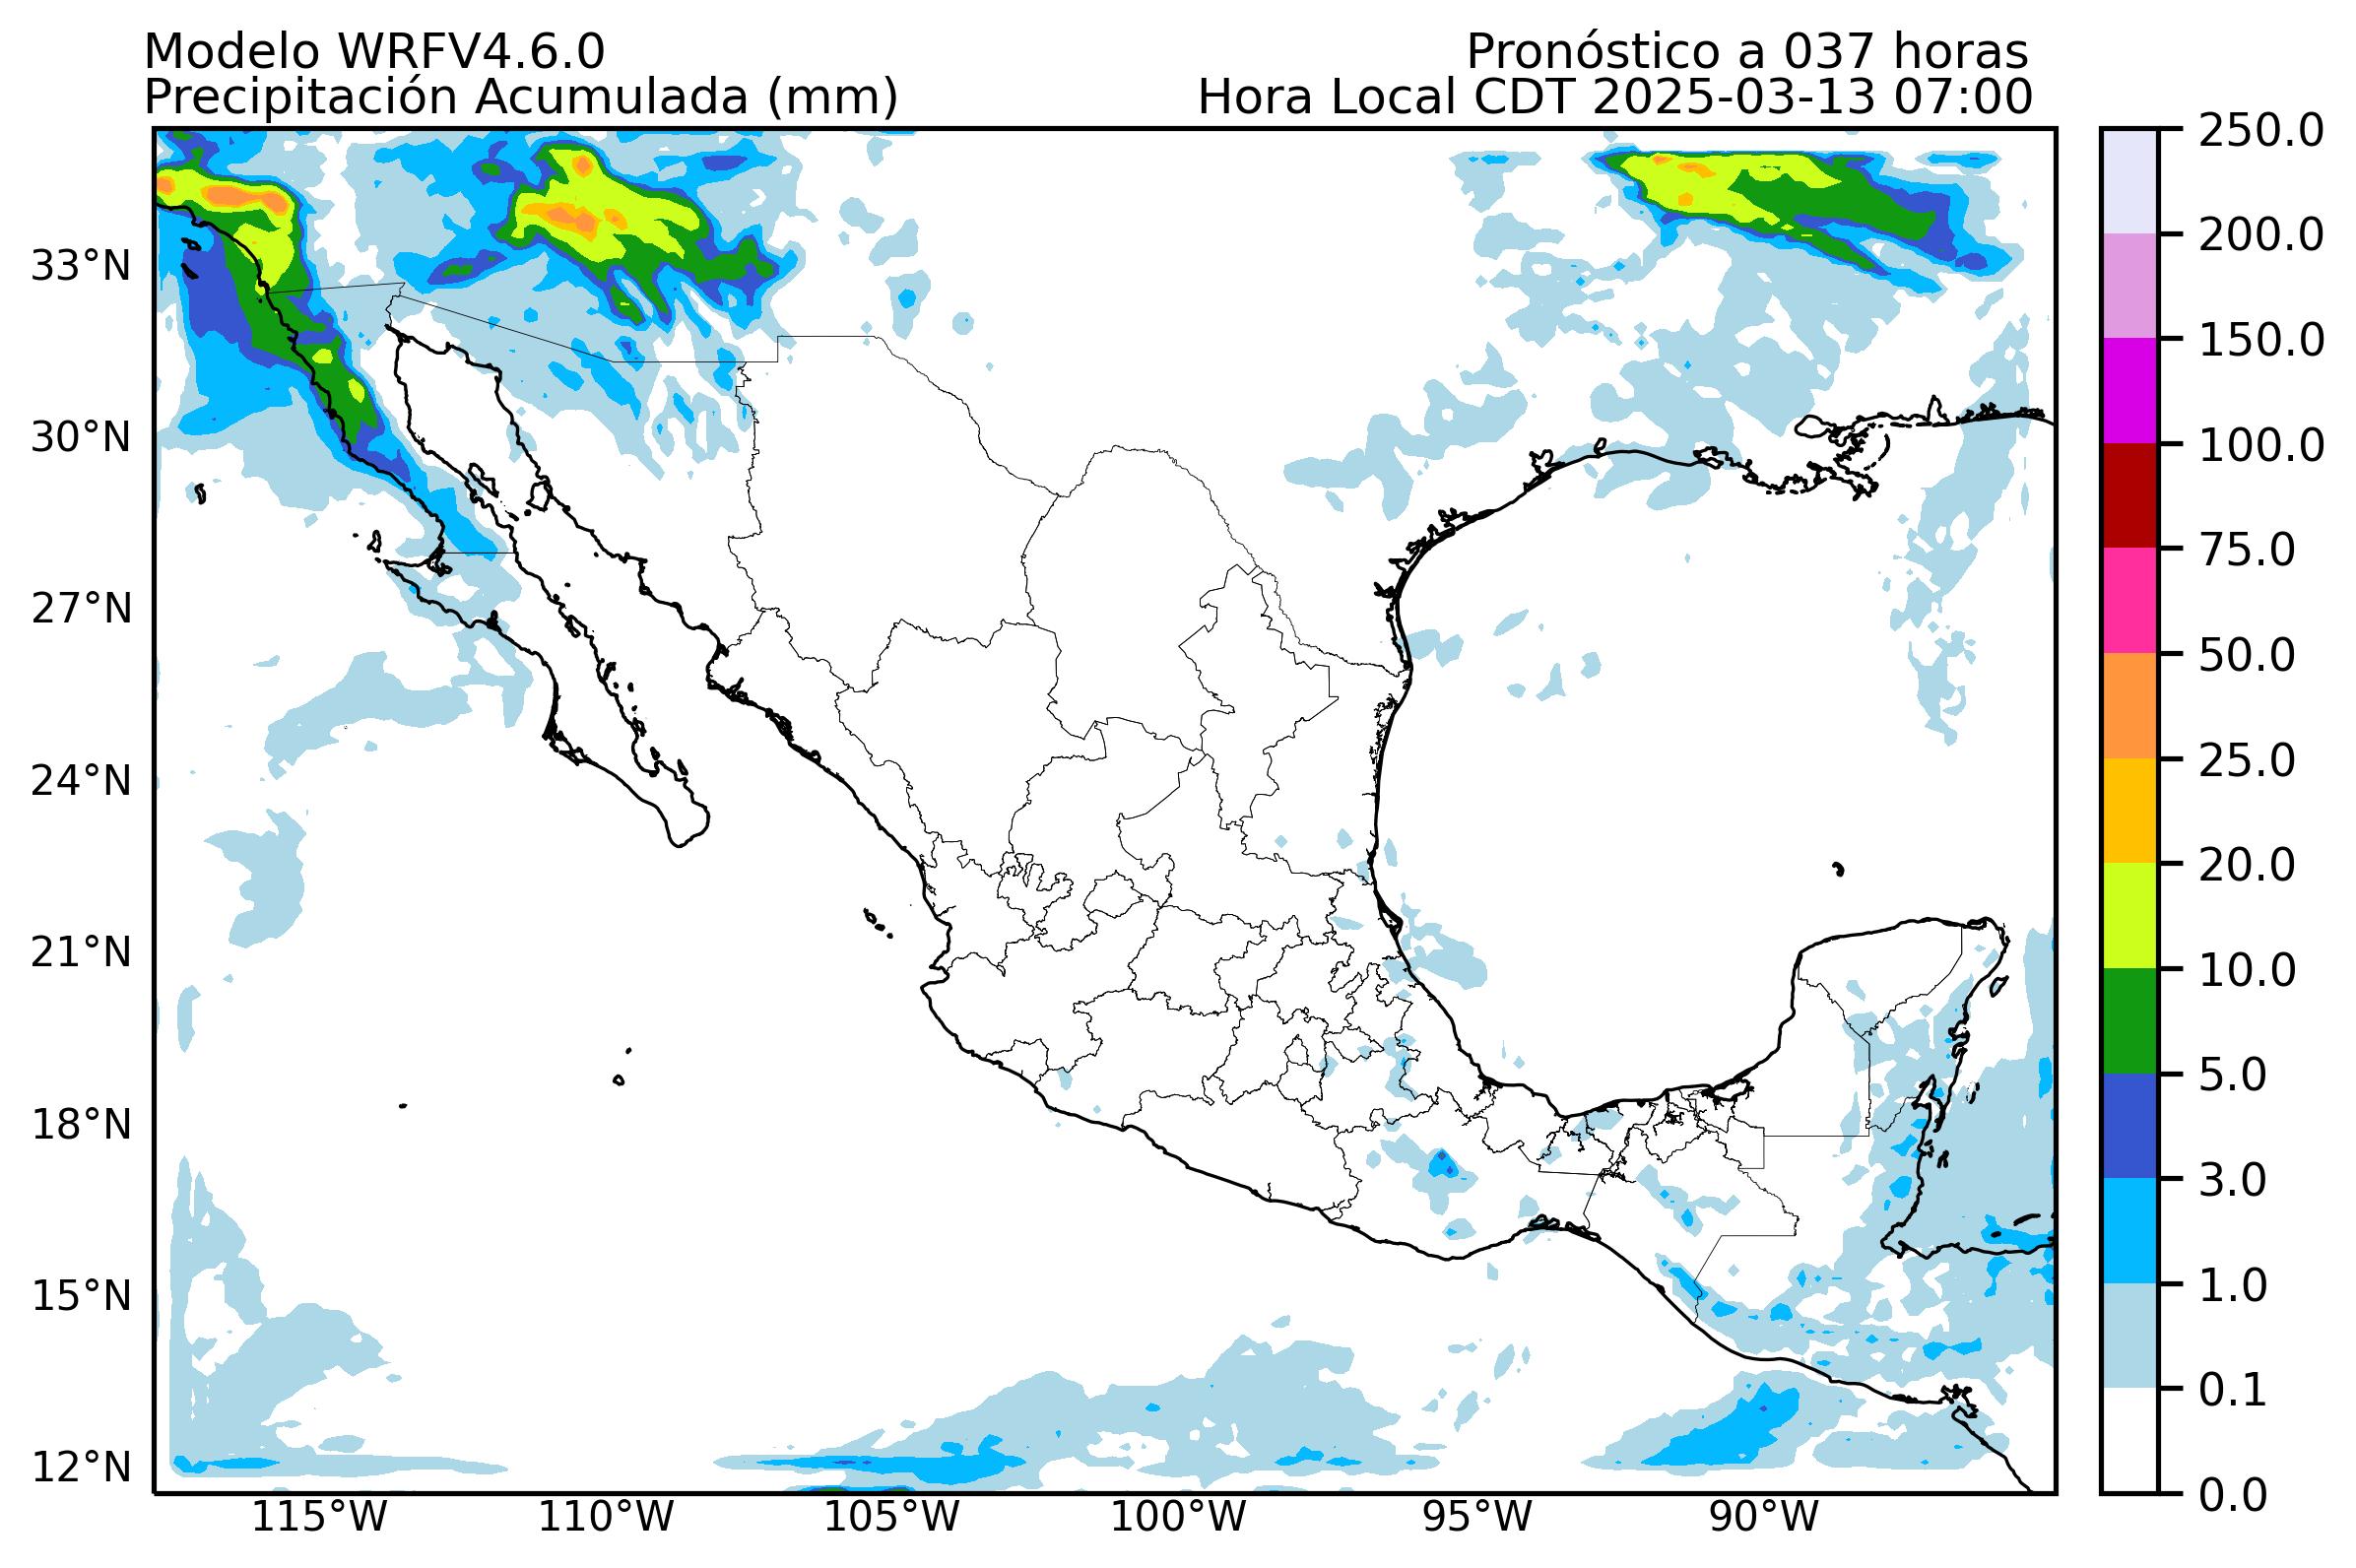 Modelo WRFV4.6.0
Pronóstico a 037 horas
Precipitación Acumulada (mm)
Hora Local CDT 2025-03-13 07:00
33°N
30°N
27°N
24°N
21°N
18°N
15°N
12°N
115°W
110°W
105°W
100°W
95°W
90°W
250.0
200.0
150.0
100.0
75.0
50.0
25.0
20.0
10.0
5.0
3.0
1.0
0.1
0.0